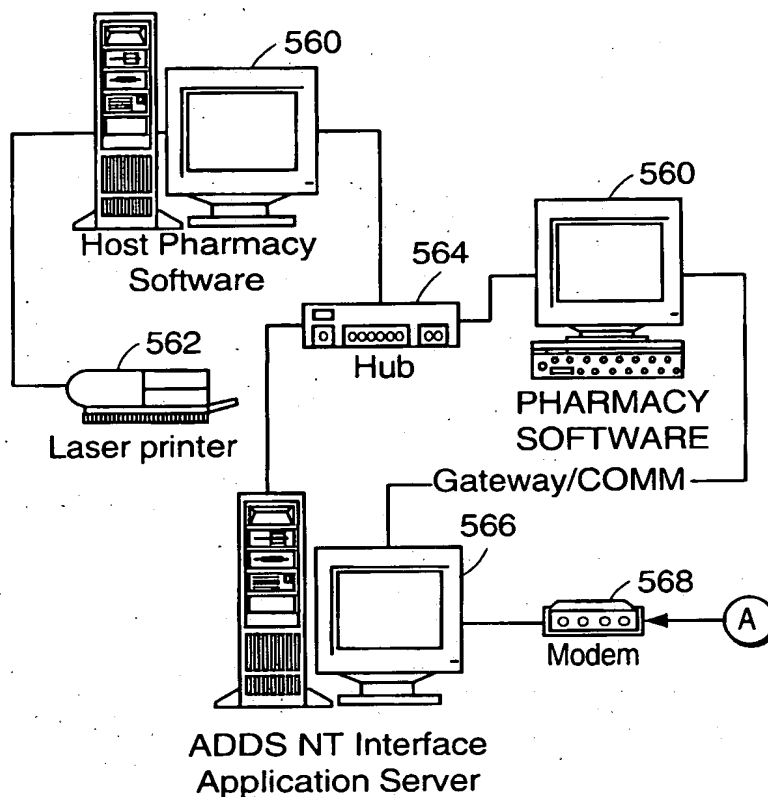 560
Host Pharmacy
Software
560
564
Hub
562
Laser printer
PHARMACY
SOFTWARE
Gateway/COMM
566
568
A
Modem
ADDS NT Interface
Application Server